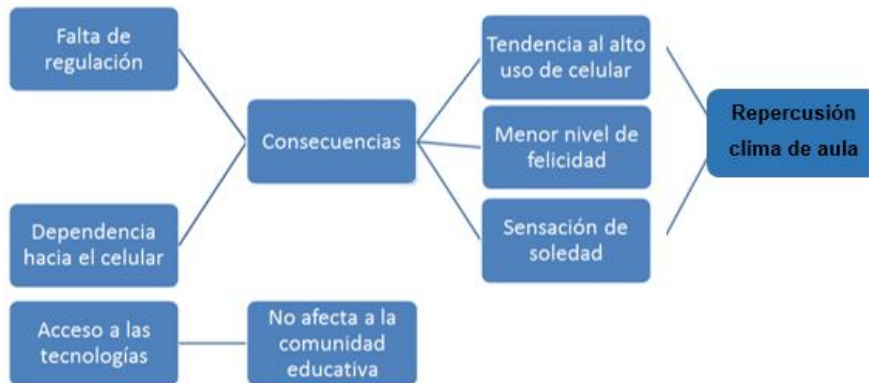 Falta de
regulación
Dependencia
hacia el celular
Acceso a las
tecnologías
Consecuencias
No afecta a la
comunidad
educativa
Tendencia al alto
uso de celular
Menor nivel de
felicidad
Sensación de
soledad
Repercusión
clima de aula